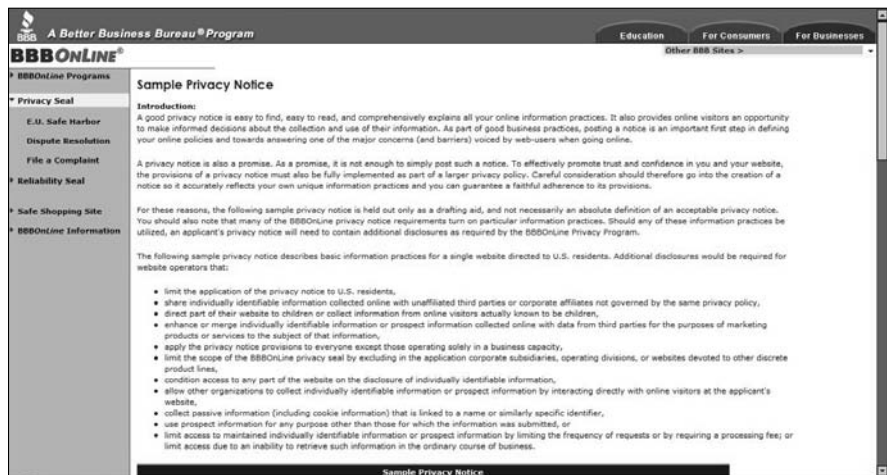 BBB
A Better Business Bureau® Program
Education
For Consumers
For Businesses
BBBONLINE®
Other BBB Sites >
BBBOnLine Programs
Privacy Seal
E.U. Safe Harbor
Dispute Resolution
File a Complaint
Reliability Seal
Safe Shopping Site
BBBOnLine Information
Sample Privacy Notice
Introduction:
A good privacy notice is easy to find, easy to read, and comprehensively explains all your online information practices. It also provides online visitors an opportunity
to make informed decisions about the collection and use of their information. As part of good business practices, posting a notice is an important first step in defining
your online policies and towards answering one of the major concerns (and barriers) voiced by web-users when going online.
A privacy notice is also a promise. As a promise, it is not enough to simply post such a notice. To effectively promote trust and confidence in you and your website,
the provisions of a privacy notice must also be fully implemented as part of a larger privacy policy. Careful consideration should therefore go into the creation of a
notice so it accurately reflects your own unique information practices and you can guarantee a faithful adherence to its provisions.
For these reasons, the following sample privacy notice is held out only as a drafting aid, and not necessarily an absolute definition of an acceptable privacy notice.
You should also note that many of the BBBOnLine privacy notice requirements turn on particular information practices. Should any of these information practices be
utilized, an applicant's privacy notice will need to contain additional disclosures as required by the BBBOnLine Privacy Program.
The following sample privacy notice describes basic information practices for a single website directed to U.S. residents. Additional disclosures would be required for
website operators that:
• limit the application of the privacy notice to U.S. residents,
• share individually identifiable information collected online with unaffiliated third parties or corporate affiliates not governed by the same privacy policy,
• direct part of their website to children or collect information from online visitors actually known to be children,
• enhance or merge individually identifiable information or prospect information collected online with data from third parties for the purposes of marketing
products or services to the subject of that information,
• apply the privacy notice provisions to everyone except those operating solely in a business capacity,
• limit the scope of the BBBOnLine privacy seal by excluding in the application corporate subsidiaries, operating divisions, or websites devoted to other discrete
product lines,
• condition access to any part of the website on the disclosure of individually identifiable information,
• allow other organizations to collect individually identifiable information or prospect information by interacting directly with online visitors at the applicant's
website,
• collect passive information (including cookie information) that is linked to a name or similarly specific identifier,
• use prospect information for any purpose other than those for which the information was submitted, or
• limit access to maintained individually identifiable information or prospect information by limiting the frequency of requests or by requiring a processing fee; or
limit access due to an inability to retrieve such information in the ordinary course of business.
Sample Privacy Notice